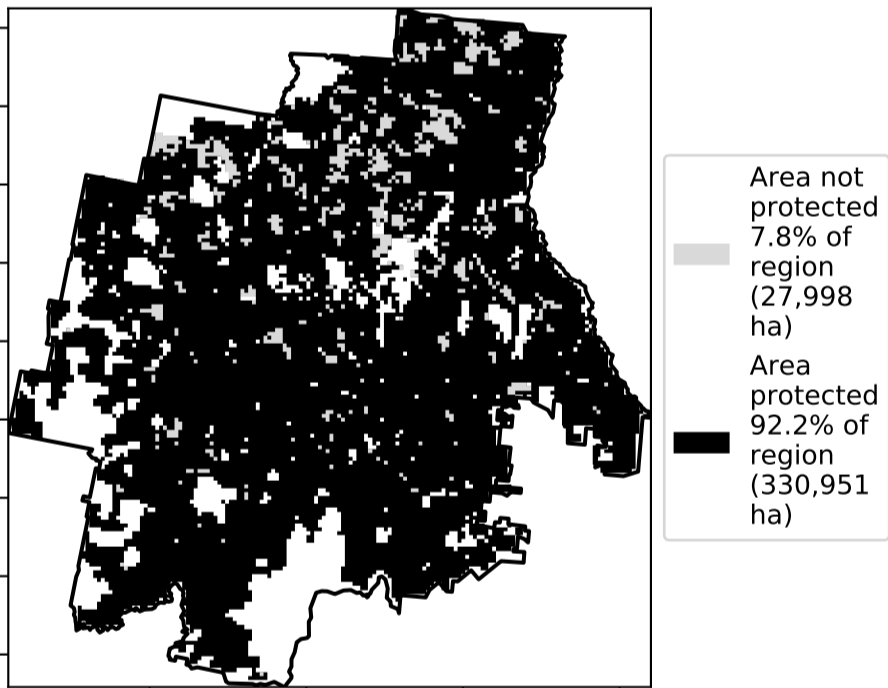 Area not
protected
7.8% of
region
(27,998
ha)
Area
protected
92.2% of
region
(330,951
ha)